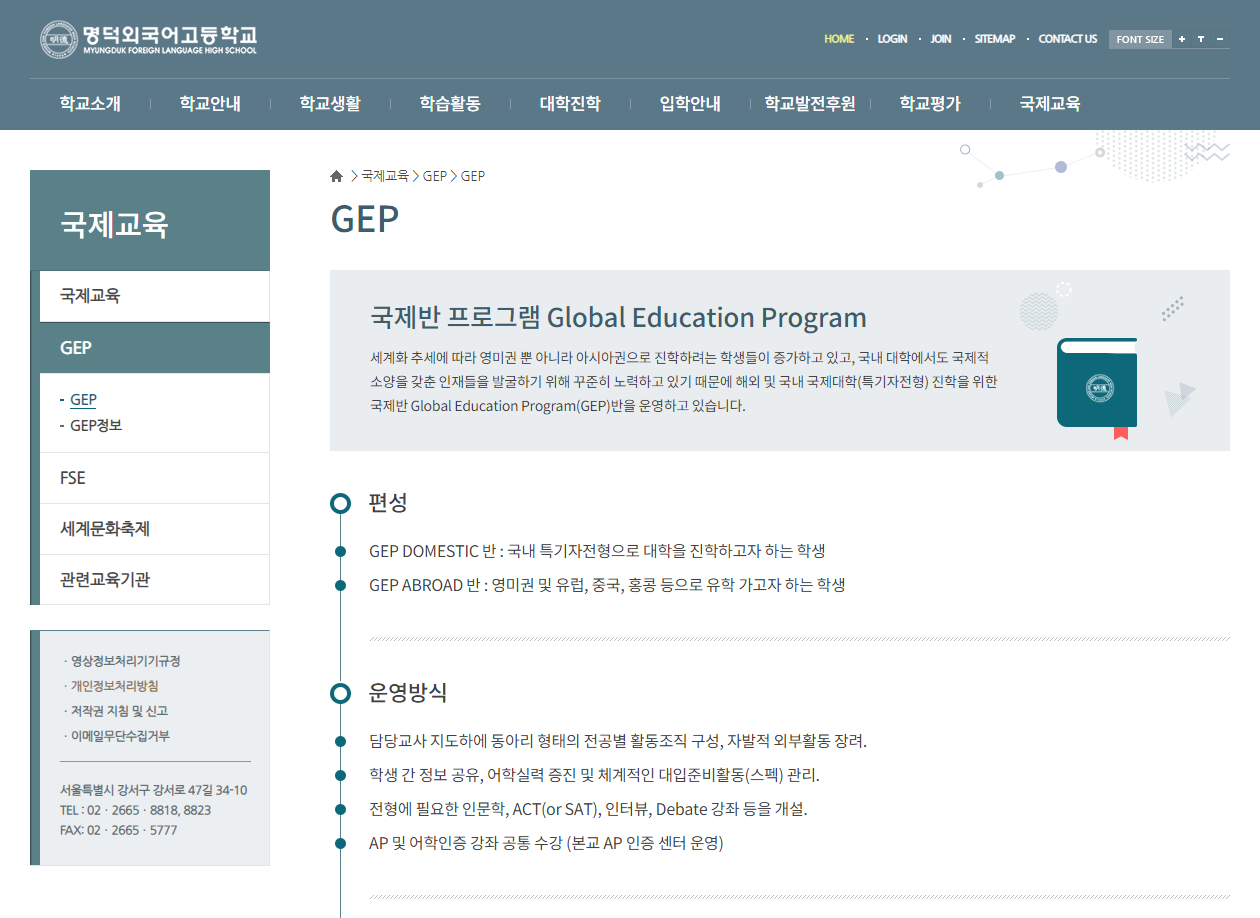 명덕외국어고등학교
MYUNGDUK FOREIGN LANGUAGE HIGH SCHOOL
HOME · LOGIN · JOIN · SITEMAP · CONTACT US FONT SIZE + T -
학교소개 | 학교안내 | 학교생활 | 학습활동 | 대학진학 | 입학안내 | 학교발전후원 | 학교평가 | 국제교육
국제교육
국제교육
GEP
- GEP
- GEP정보
FSE
세계문화축제
관련교육기관
· 영상정보처리기기규정
· 개인정보처리방침
· 저작권 지침 및 신고
· 이메일무단수집거부
서울특별시 강서구 강서로 47길 34-10
TEL : 02 · 2665 · 8818, 8823
FAX: 02 · 2665 · 5777
> 국제교육 > GEP > GEP
GEP
국제반 프로그램 Global Education Program
세계화 추세에 따라 영미권 뿐 아니라 아시아권으로 진학하려는 학생들이 증가하고 있고, 국내 대학에서도 국제적
소양을 갖춘 인재들을 발굴하기 위해 꾸준히 노력하고 있기 때문에 해외 및 국내 국제대학(특기자전형) 진학을 위한
국제반 Global Education Program(GEP)반을 운영하고 있습니다.
편성
GEP DOMESTIC 반 : 국내 특기자전형으로 대학을 진학하고자 하는 학생
GEP ABROAD 반 : 영미권 및 유럽, 중국, 홍콩 등으로 유학 가고자 하는 학생
운영방식
담당교사 지도하에 동아리 형태의 전공별 활동조직 구성, 자발적 외부활동 장려.
학생 간 정보 공유, 어학실력 증진 및 체계적인 대입준비활동(스펙) 관리.
전형에 필요한 인문학, ACT(or SAT), 인터뷰, Debate 강좌 등을 개설.
AP 및 어학인증 강좌 공통 수강 (본교 AP 인증 센터 운영)